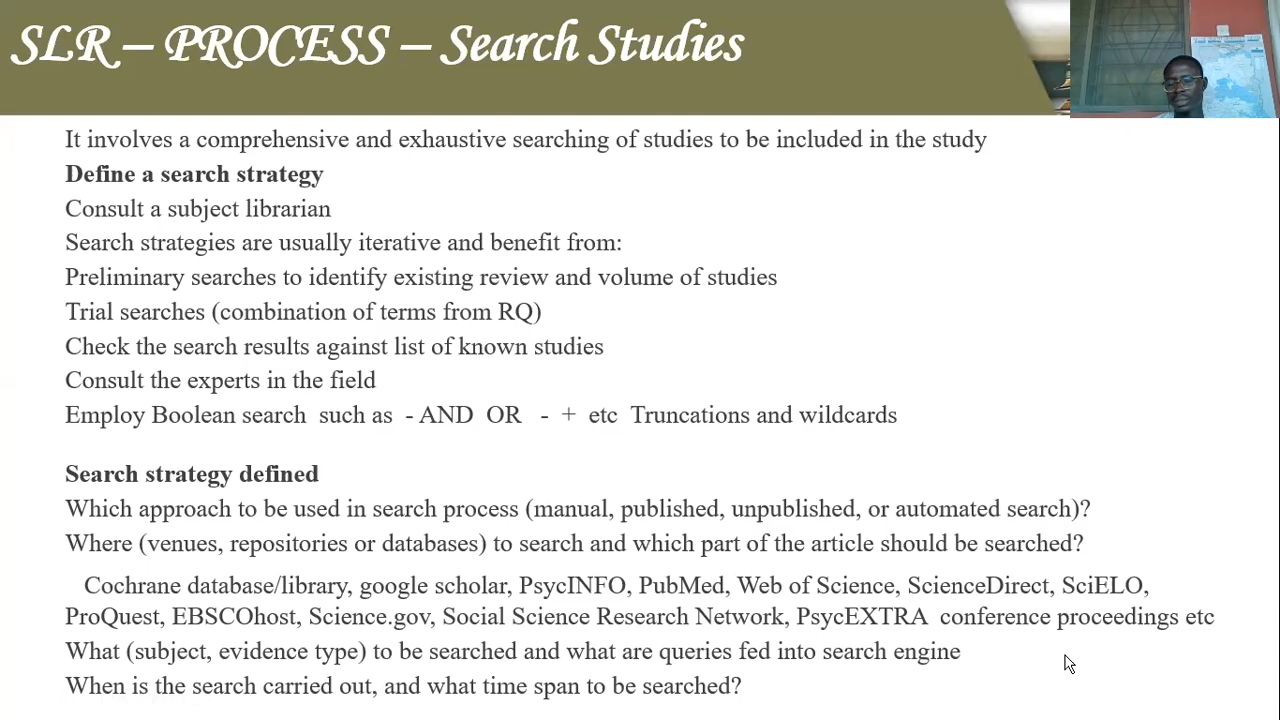 SLR – PROCESS – Search Studies
It involves a comprehensive and exhaustive searching of studies to be included in the study
Define a search strategy
Consult a subject librarian
Search strategies are usually iterative and benefit from:
Preliminary searches to identify existing review and volume of studies
Trial searches (combination of terms from RQ)
Check the search results against list of known studies
Consult the experts in the field
Employ Boolean search such as - AND OR - + etc Truncations and wildcards
Search strategy defined
Which approach to be used in search process (manual, published, unpublished, or automated search)?
Where (venues, repositories or databases) to search and which part of the article should be searched?
Cochrane database/library, google scholar, PsycINFO, PubMed, Web of Science, ScienceDirect, SciELO,
ProQuest, EBSCOhost, Science.gov, Social Science Research Network, PsycEXTRA conference proceedings etc
What (subject, evidence type) to be searched and what are queries fed into search engine
When is the search carried out, and what time span to be searched?